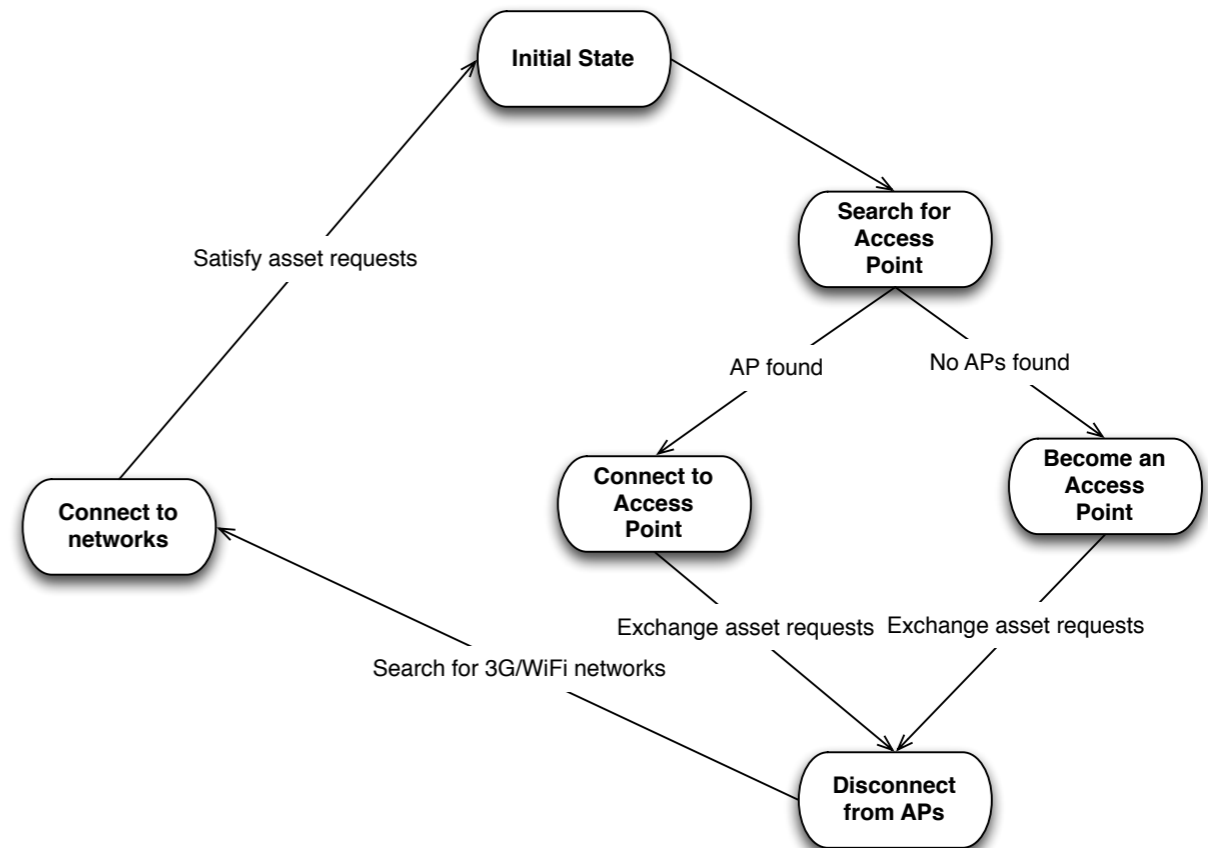 Initial State
Search for
Access
Point
Satisfy asset requests
AP found
No APs found
Connect to
Access
Point
Become an
Access
Point
Connect to
networks
Exchange asset requests
Exchange asset requests
Search for 3G/WiFi networks
Disconnect
from APs